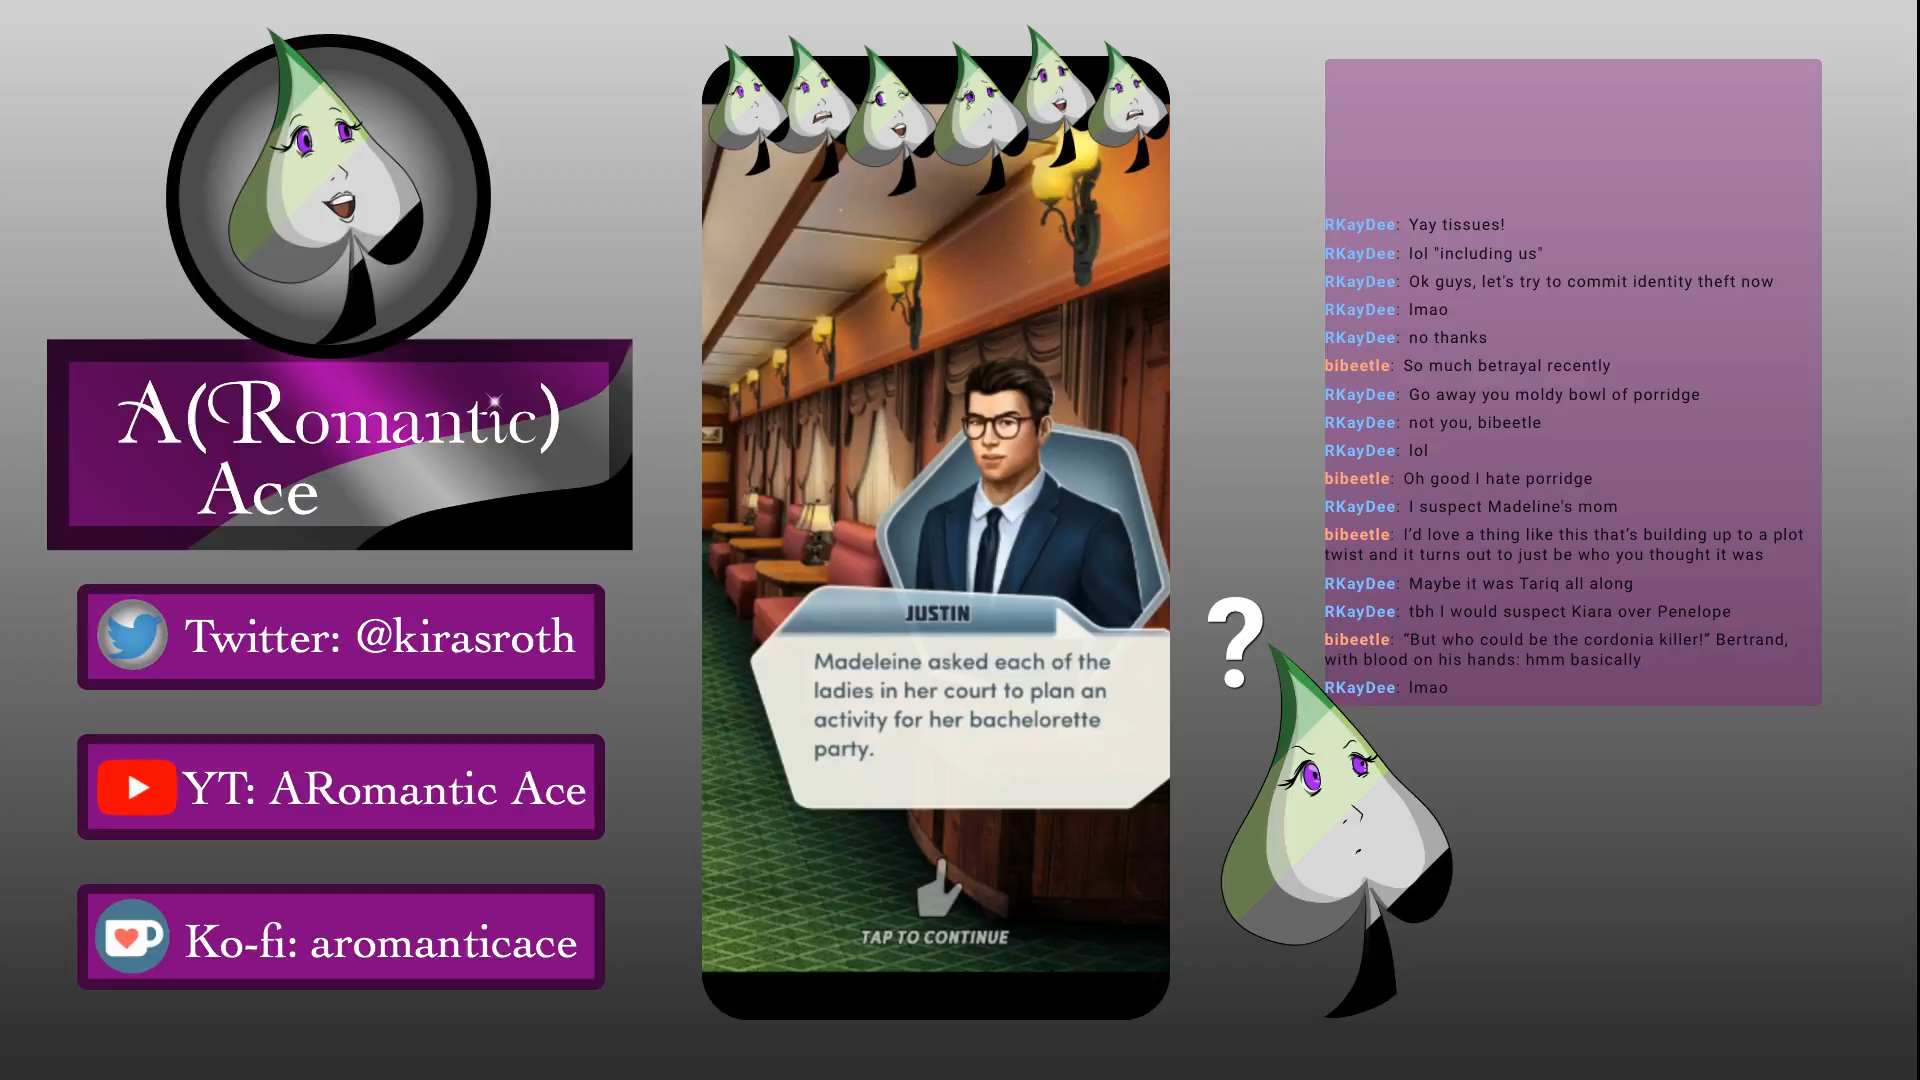 A(Romantic)
Ace
Twitter: @kirasroth
YT: ARomantic Ace
Ko-fi: aromanticace
JUSTIN
Madeleine asked each of the
ladies in her court to plan an
activity for her bachelorette
party.
TAP TO CONTINUE
?
RKayDee: Yay tissues!
RKayDee: lol "including us"
RKayDee: Ok guys, let's try to commit identity theft now
RKayDee: lmao
RKayDee: no thanks
bibeetle: So much betrayal recently
RKayDee: Go away you moldy bowl of porridge
RKayDee: not you, bibeetle
RKayDee: lol
bibeetle: Oh good I hate porridge
RKayDee: I suspect Madeline's mom
bibeetle: I’d love a thing like this that’s building up to a plot
twist and it turns out to just be who you thought it was
RKayDee: Maybe it was Tariq all along
RKayDee: tbh I would suspect Kiara over Penelope
bibeetle: “But who could be the cordonia killer!” Bertrand,
with blood on his hands: hmm basically
RKayDee: lmao